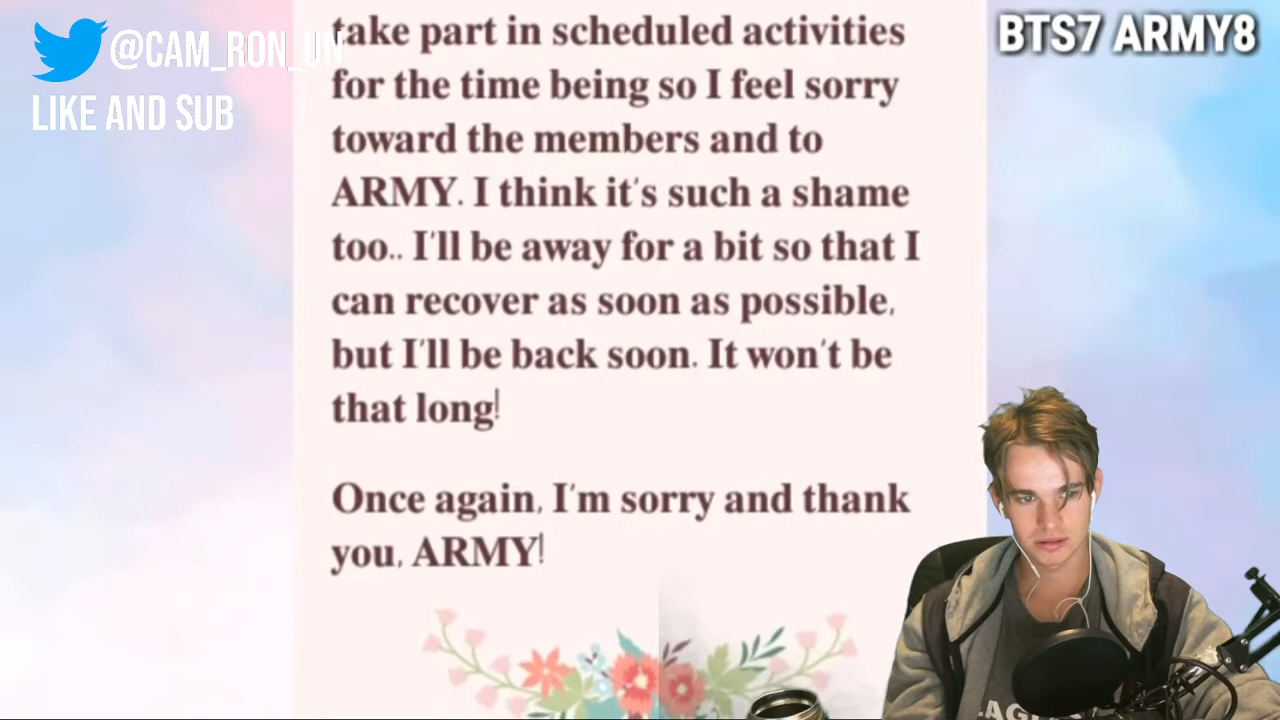 @CAM_RON_UN
LIKE AND SUB
BTS7 ARMY8
take part in scheduled activities
for the time being so I feel sorry
toward the members and to
ARMY. I think it's such a shame
too.. I'll be away for a bit so that I
can recover as soon as possible,
but I'll be back soon. It won't be
that long!
Once again, I'm sorry and thank
you, ARMY!